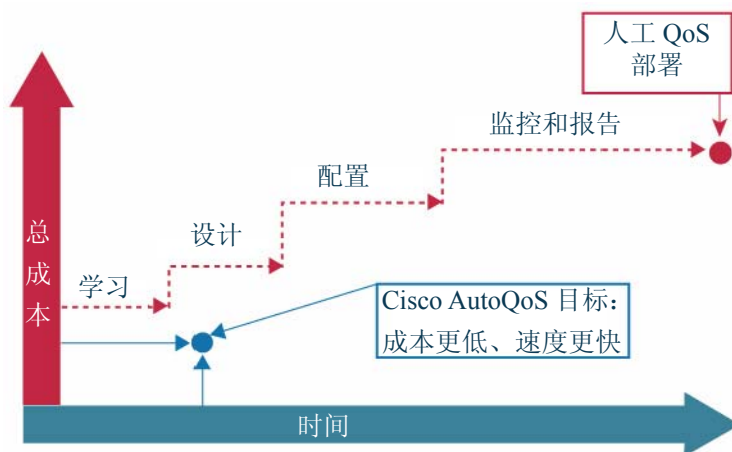 人工 QoS
部署
监控和报告
配置
设计
学习
总成本
Cisco AutoQoS 目标：
成本更低、速度更快
时间